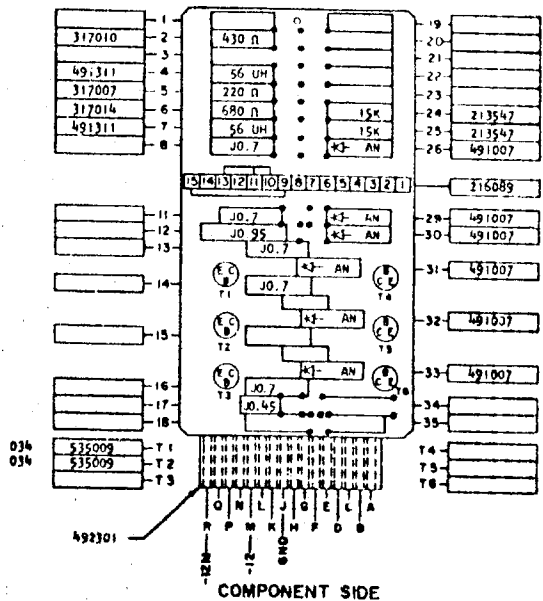 1 19
317010 2 430 Ω 20
3 21
491311 4 56 UH 22
317007 5 220 Ω 23
317014 6 680 Ω 15K 24 213547
491311 7 56 UH 15K 25 213547
8 J0.7 AN 26 491007
15 14 13 12 11 10 9 8 7 6 5 4 3 2 1 216089
11 J0.7 AN 29 491007
12 J0.95 AN 30 491007
13 J0.7
E C B AN B C E 31 491007
14 T1 J0.7 T4
E C B AN B C E 32 491007
15 T2 T5
E C B AN B C E 33 491007
T3 T6
16 J0.7
17 J0.45 34
18 35
034 535009 T1 T4
034 535009 T2 T5
T3 T6
Q N L J G E C A
R P M K H F D B
492301
-12M -12 GND
COMPONENT SIDE